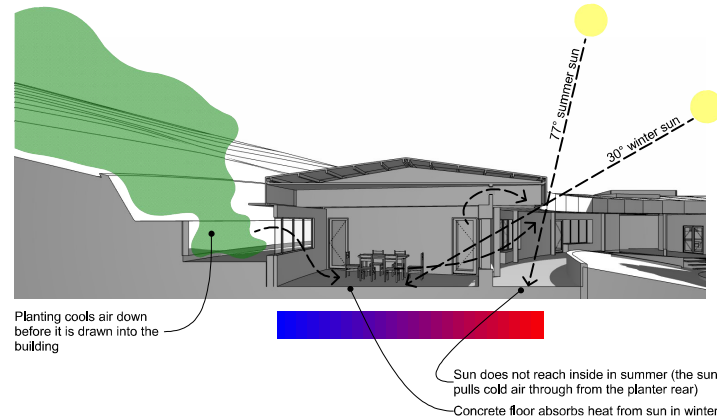 77° summer sun
30° winter sun
Planting cools air down
before it is drawn into the
building
Sun does not reach inside in summer (the sun
pulls cold air through from the planter rear)
Concrete floor absorbs heat from sun in winter